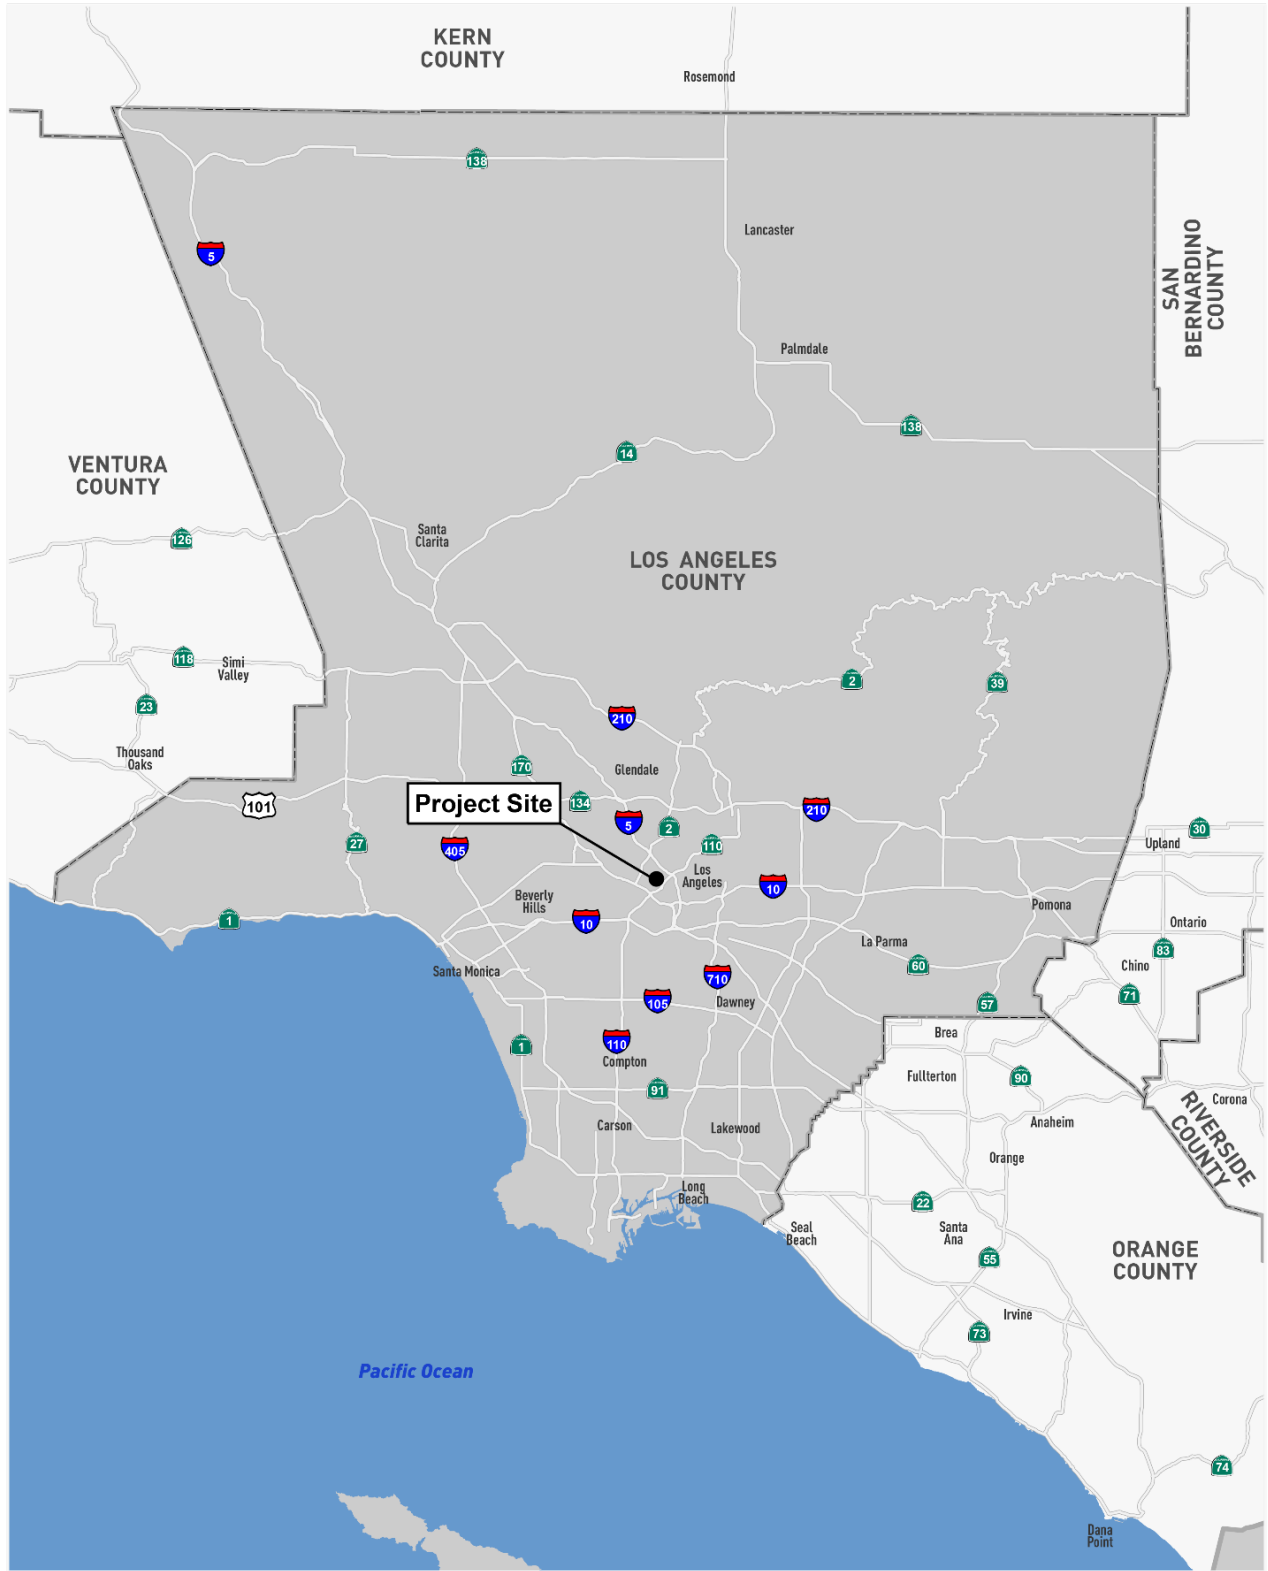 KERN
COUNTY
Rosemond
138
Lancaster
5
SAN
BERNARDINO
COUNTY
Palmdale
138
14
VENTURA
COUNTY
Santa
Clarita
126
LOS ANGELES
COUNTY
118
Simi
Valley
2
39
23
210
Thousand
Oaks
170
Glendale
101
Project Site
134
210
5
2
30
27
405
110
Upland
Los
Angeles
10
Beverly
Hills
Pomona
1
10
Ontario
La Parma
83
60
Chino
Santa Monica
710
71
105
Dawney
57
1
110
Brea
Compton
Fullterton
90
91
Corona
RIVERSIDE
COUNTY
Carson
Lakewood
Anaheim
Orange
Long
Beach
22
Seal
Beach
Santa
Ana
55
ORANGE
COUNTY
Irvine
73
Pacific Ocean
74
Dana
Point